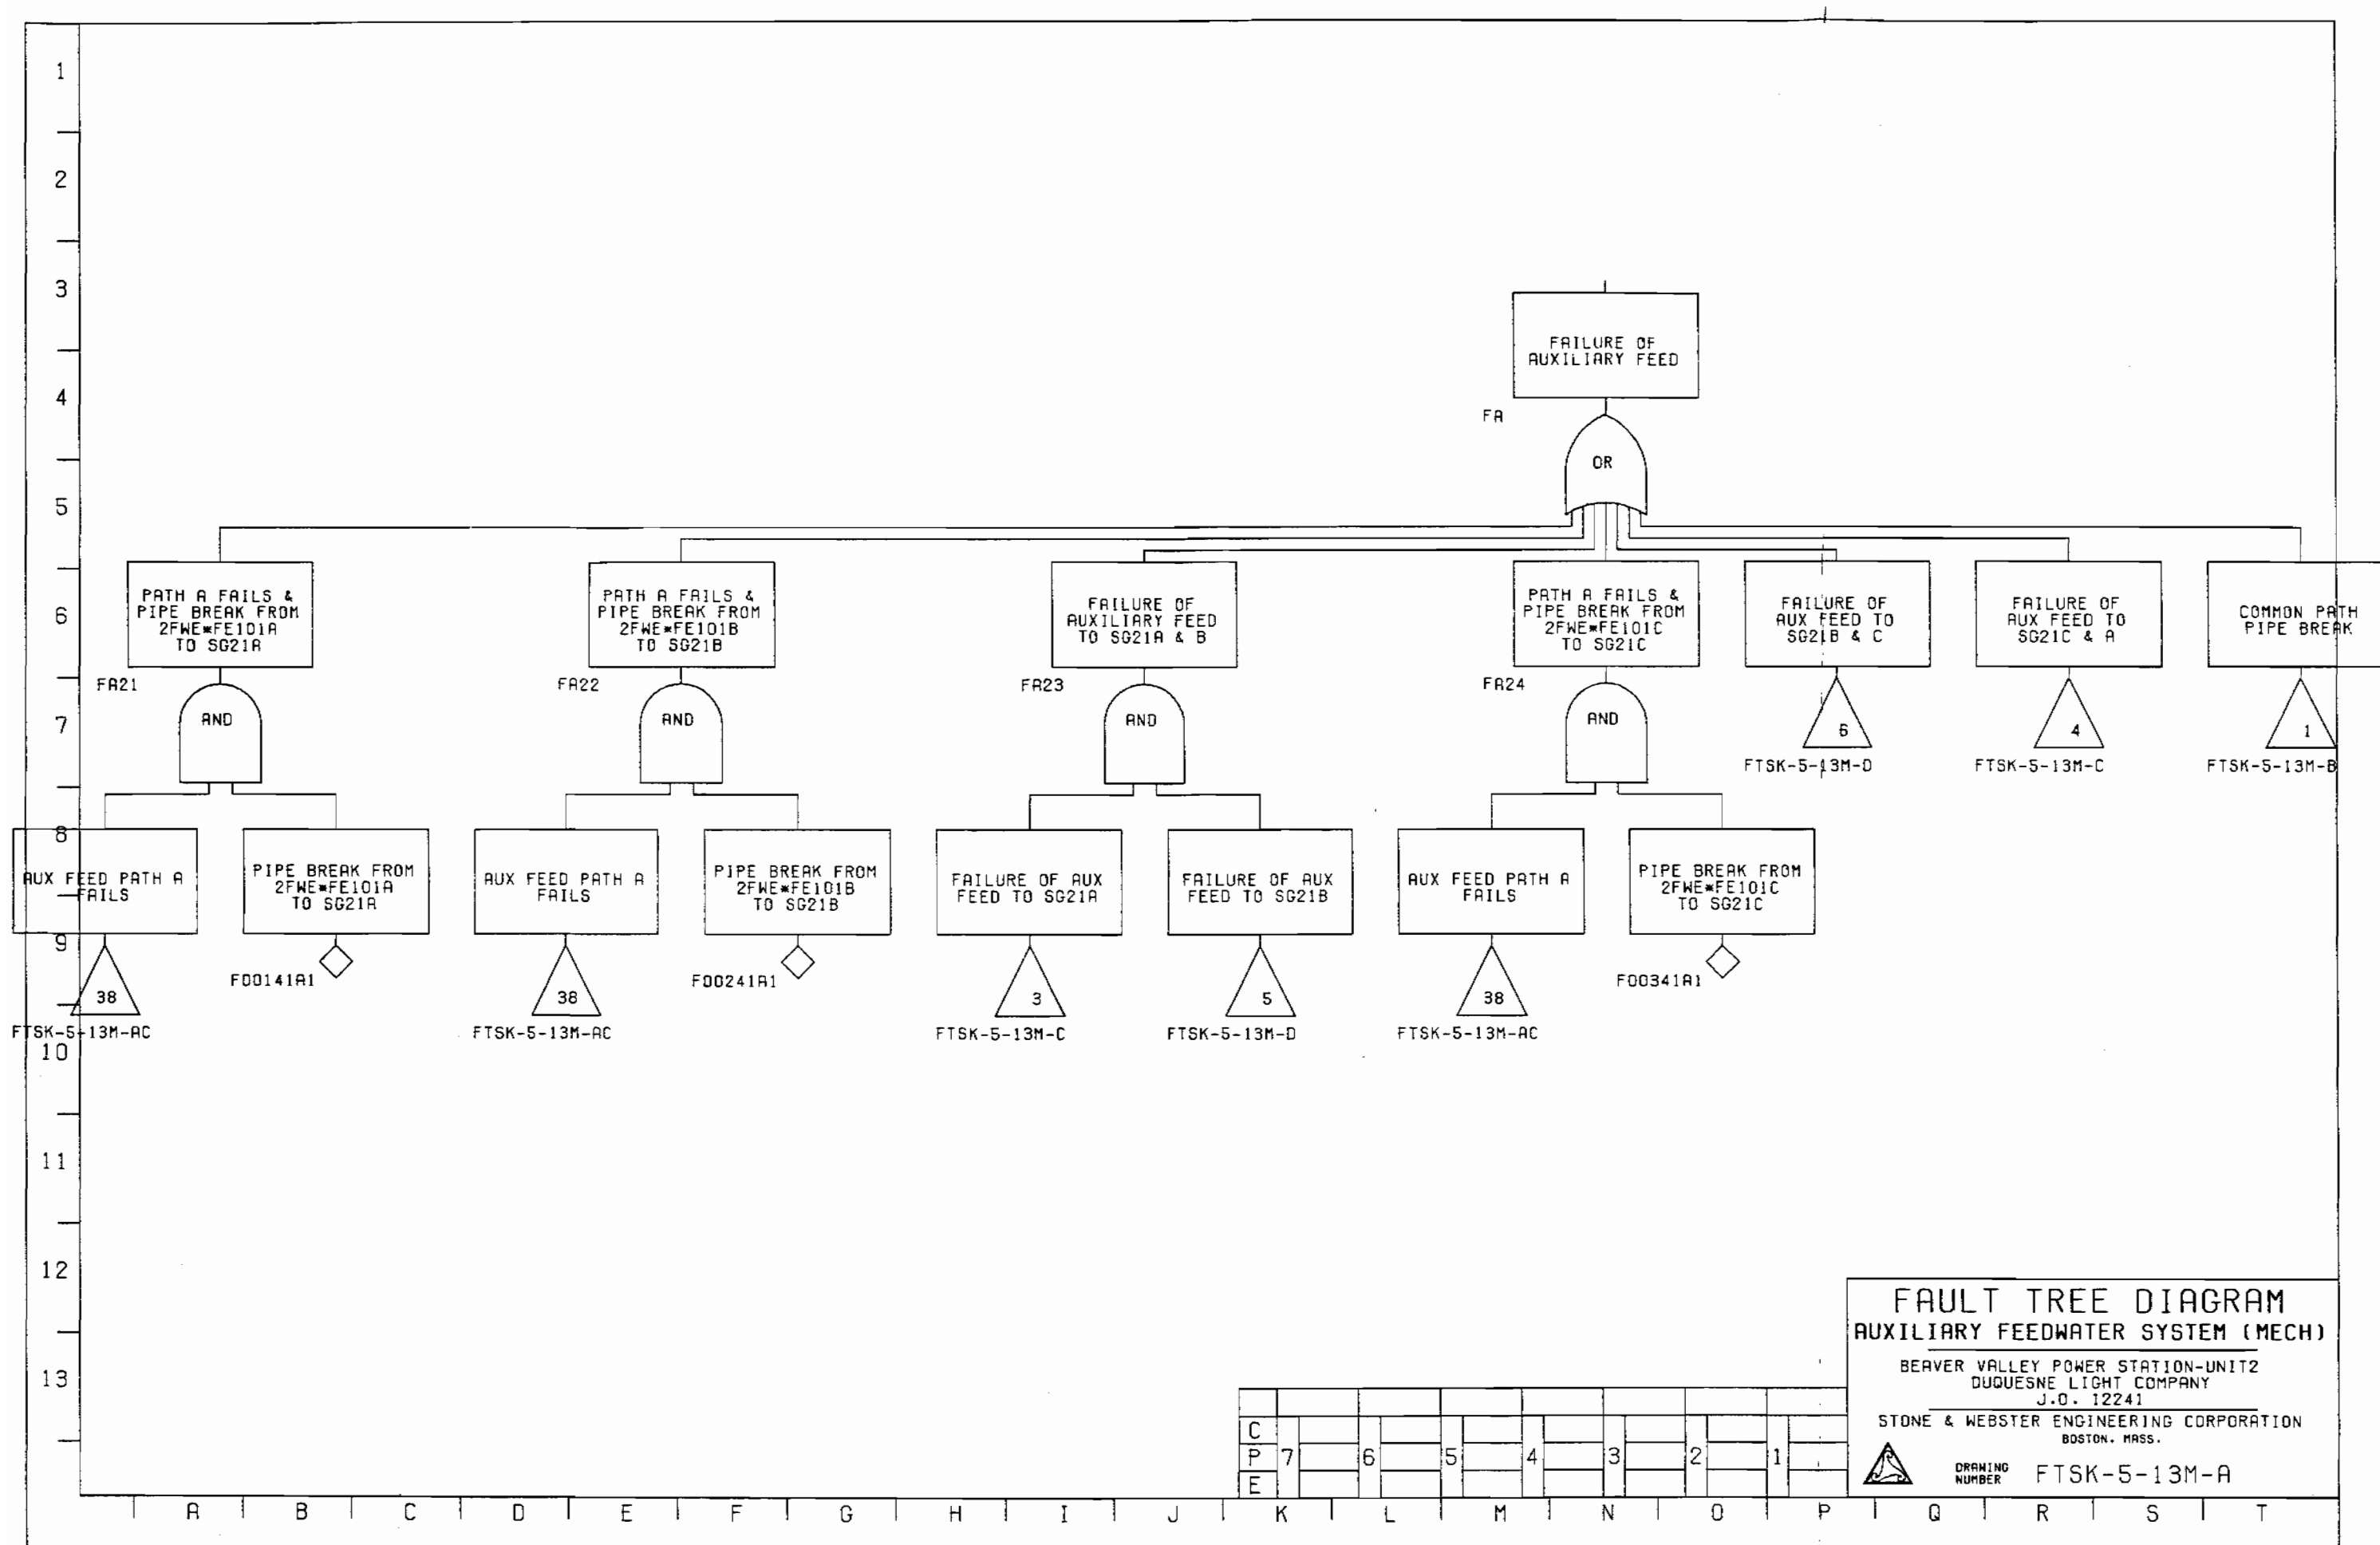 1
2
3
4
5
6
7
8
9
10
11
12
13
FAILURE OF
AUXILIARY FEED
FA
OR
PATH A FAILS &
PIPE BREAK FROM
2FWE*FE101A
TO SG21A
FA21
AND
PATH A FAILS &
PIPE BREAK FROM
2FWE*FE101B
TO SG21B
FA22
AND
FAILURE OF
AUXILIARY FEED
TO SG21A & B
FA23
AND
PATH A FAILS &
PIPE BREAK FROM
2FWE*FE101C
TO SG21C
FA24
AND
FAILURE OF
AUX FEED TO
SG21B & C
6
FTSK-5-13M-D
FAILURE OF
AUX FEED TO
SG21C & A
4
FTSK-5-13M-C
COMMON PATH
PIPE BREAK
1
FTSK-5-13M-B
AUX FEED PATH A
FAILS
38
FTSK-5-13M-AC
PIPE BREAK FROM
2FWE*FE101A
TO SG21A
F00141A1
AUX FEED PATH A
FAILS
38
FTSK-5-13M-AC
PIPE BREAK FROM
2FWE*FE101B
TO SG21B
F00241A1
FAILURE OF AUX
FEED TO SG21A
3
FTSK-5-13M-C
FAILURE OF AUX
FEED TO SG21B
5
FTSK-5-13M-D
AUX FEED PATH A
FAILS
38
FTSK-5-13M-AC
PIPE BREAK FROM
2FWE*FE101C
TO SG21C
F00341A1
FAULT TREE DIAGRAM
AUXILIARY FEEDWATER SYSTEM (MECH)
BEAVER VALLEY POWER STATION-UNIT2
DUQUESNE LIGHT COMPANY
J.O. 12241
STONE & WEBSTER ENGINEERING CORPORATION
BOSTON. MASS.
DRAWING
NUMBER
FTSK-5-13M-A
C
P 7 6 5 4 3 2 1
E
A B C D E F G H I J K L M N O P Q R S T